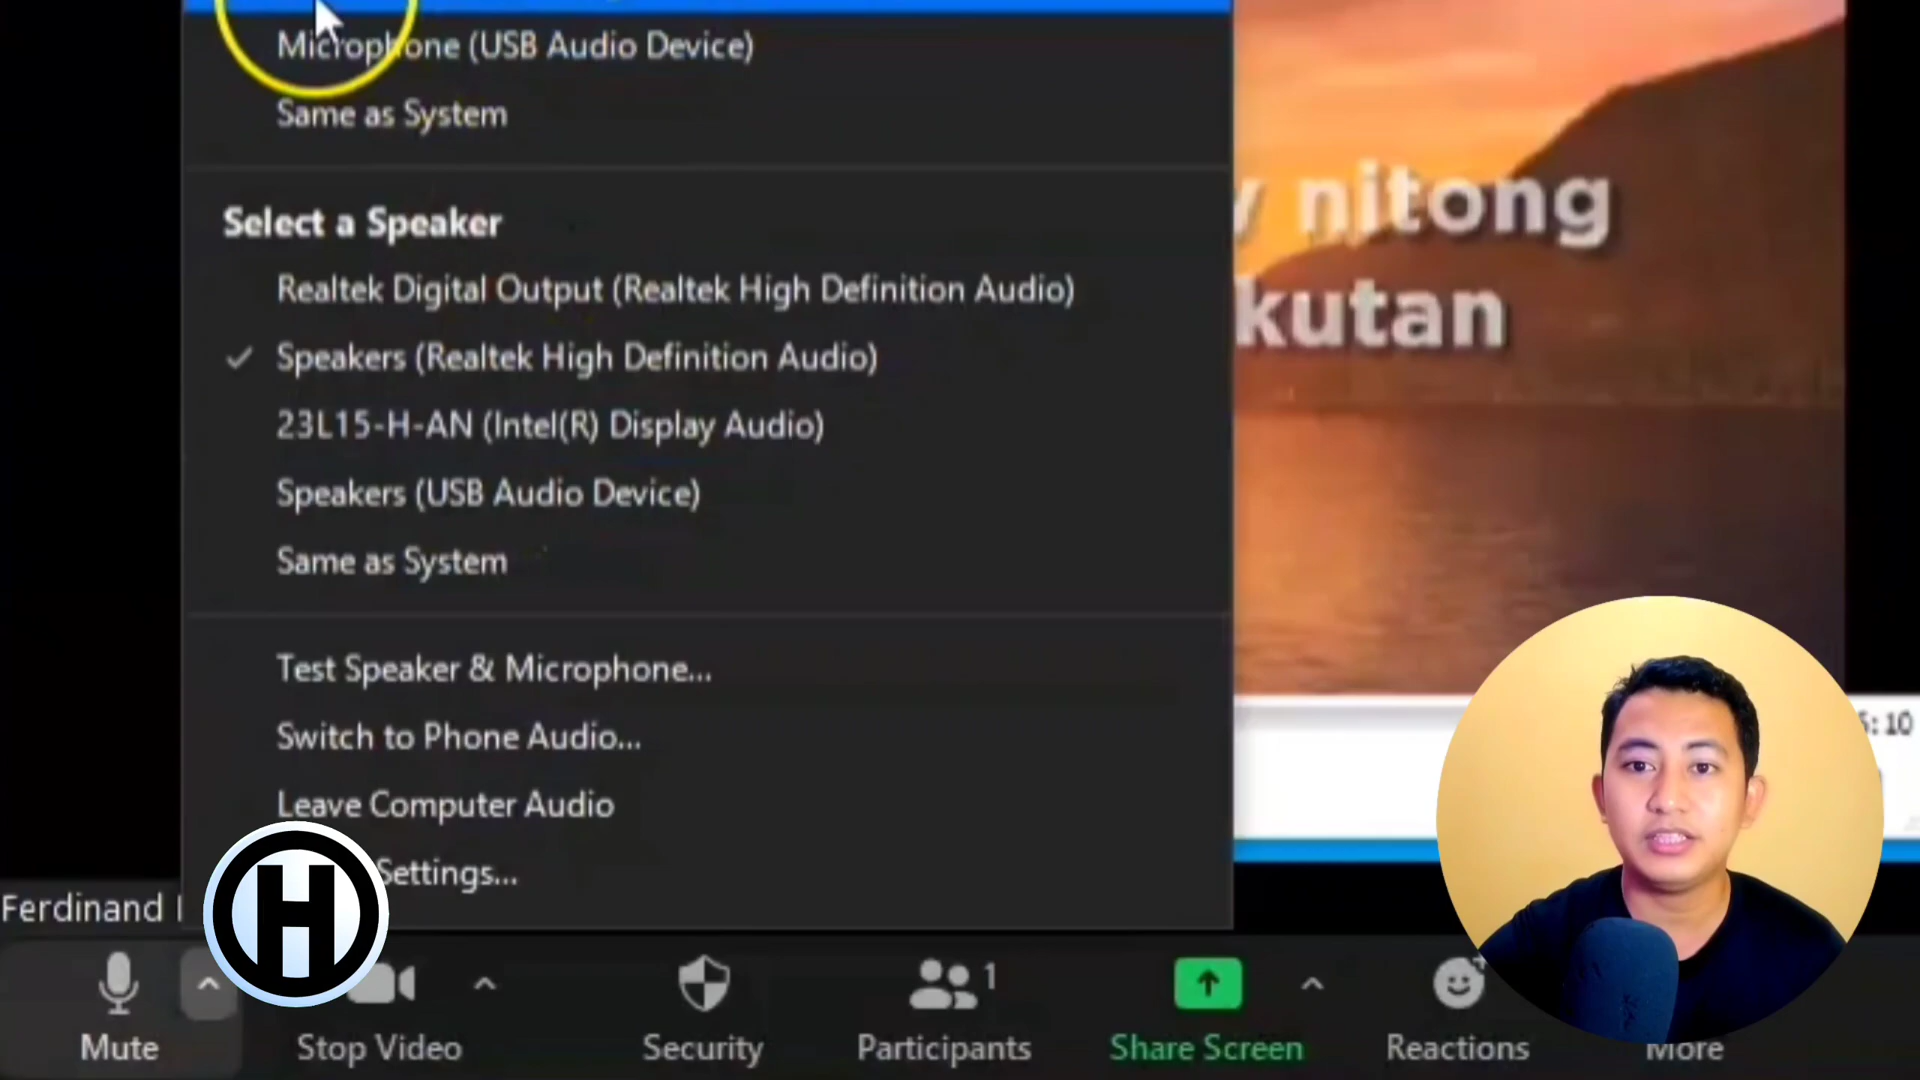 Microphone (USB Audio Device)
Same as System
Select a Speaker
Realtek Digital Output (Realtek High Definition Audio)
Speakers (Realtek High Definition Audio)
23L15-H-AN (Intel(R) Display Audio)
Speakers (USB Audio Device)
Same as System
Test Speaker & Microphone...
Switch to Phone Audio...
Leave Computer Audio
Settings...
nitong
kutan
:10
Ferdinand
H
1
Mute
Stop Video
Security
Participants
Share Screen
Reactions
More